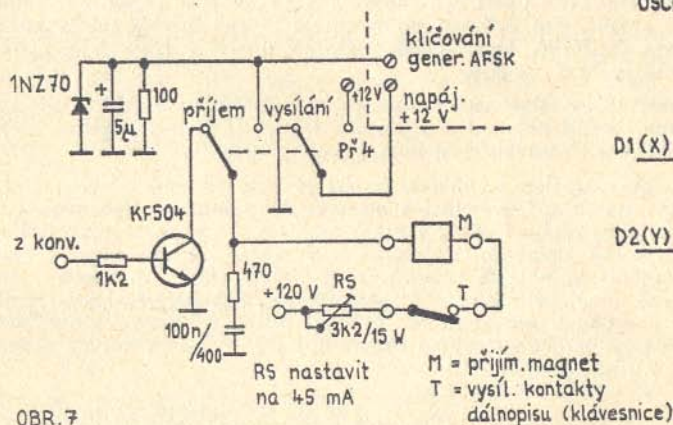 OSC
klíčování
gener. AFSK
1NZ70
+
5μ
100
příjem
vysílání
+12V
napáj.
+12 V
Př 4
D1(X)
KF504
z konv.
1k2
D2(Y)
M
470
+120 V
RS
T
3k2/15 W
100n/400
RS nastavit
na 45 mA
M = přijím. magnet
T = vysíl. kontakty
dálnopisu (klávesnice)
OBR.7